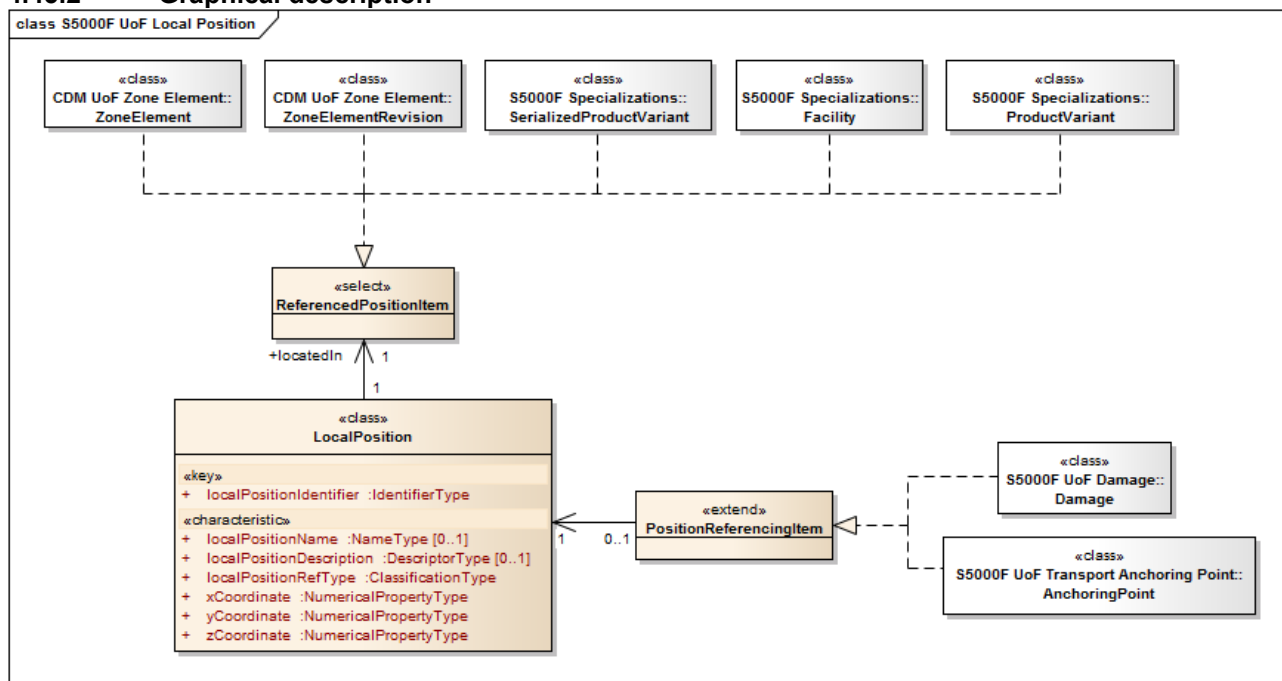 Graphical description
class S5000F UoF Local Position
«class»
CDM UoF Zone Element::
ZoneElement
«class»
CDM UoF Zone Element::
ZoneElementRevision
«class»
S5000F Specializations::
SerializedProductVariant
«class»
S5000F Specializations::
Facility
«class»
S5000F Specializations::
ProductVariant
«select»
ReferencedPositionItem
+locatedIn
1
1
«class»
LocalPosition
«key»
+ localPositionIdentifier :IdentifierType
«characteristic»
+ localPositionName :NameType [0..1]
+ localPositionDescription :DescriptorType [0..1]
+ localPositionRefType :ClassificationType
+ xCoordinate :NumericalPropertyType
+ yCoordinate :NumericalPropertyType
+ zCoordinate :NumericalPropertyType
1
0..1
«extend»
PositionReferencingItem
«class»
S5000F UoF Damage::
Damage
«class»
S5000F UoF Transport Anchoring Point::
AnchoringPoint